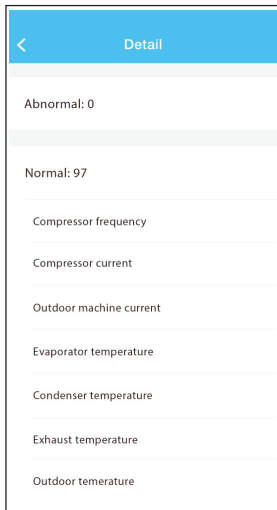 Detail
Abnormal: 0
Normal: 97
Compressor frequency
Compressor current
Outdoor machine current
Evaporator temperature
Condenser temperature
Exhaust temperature
Outdoor temerature